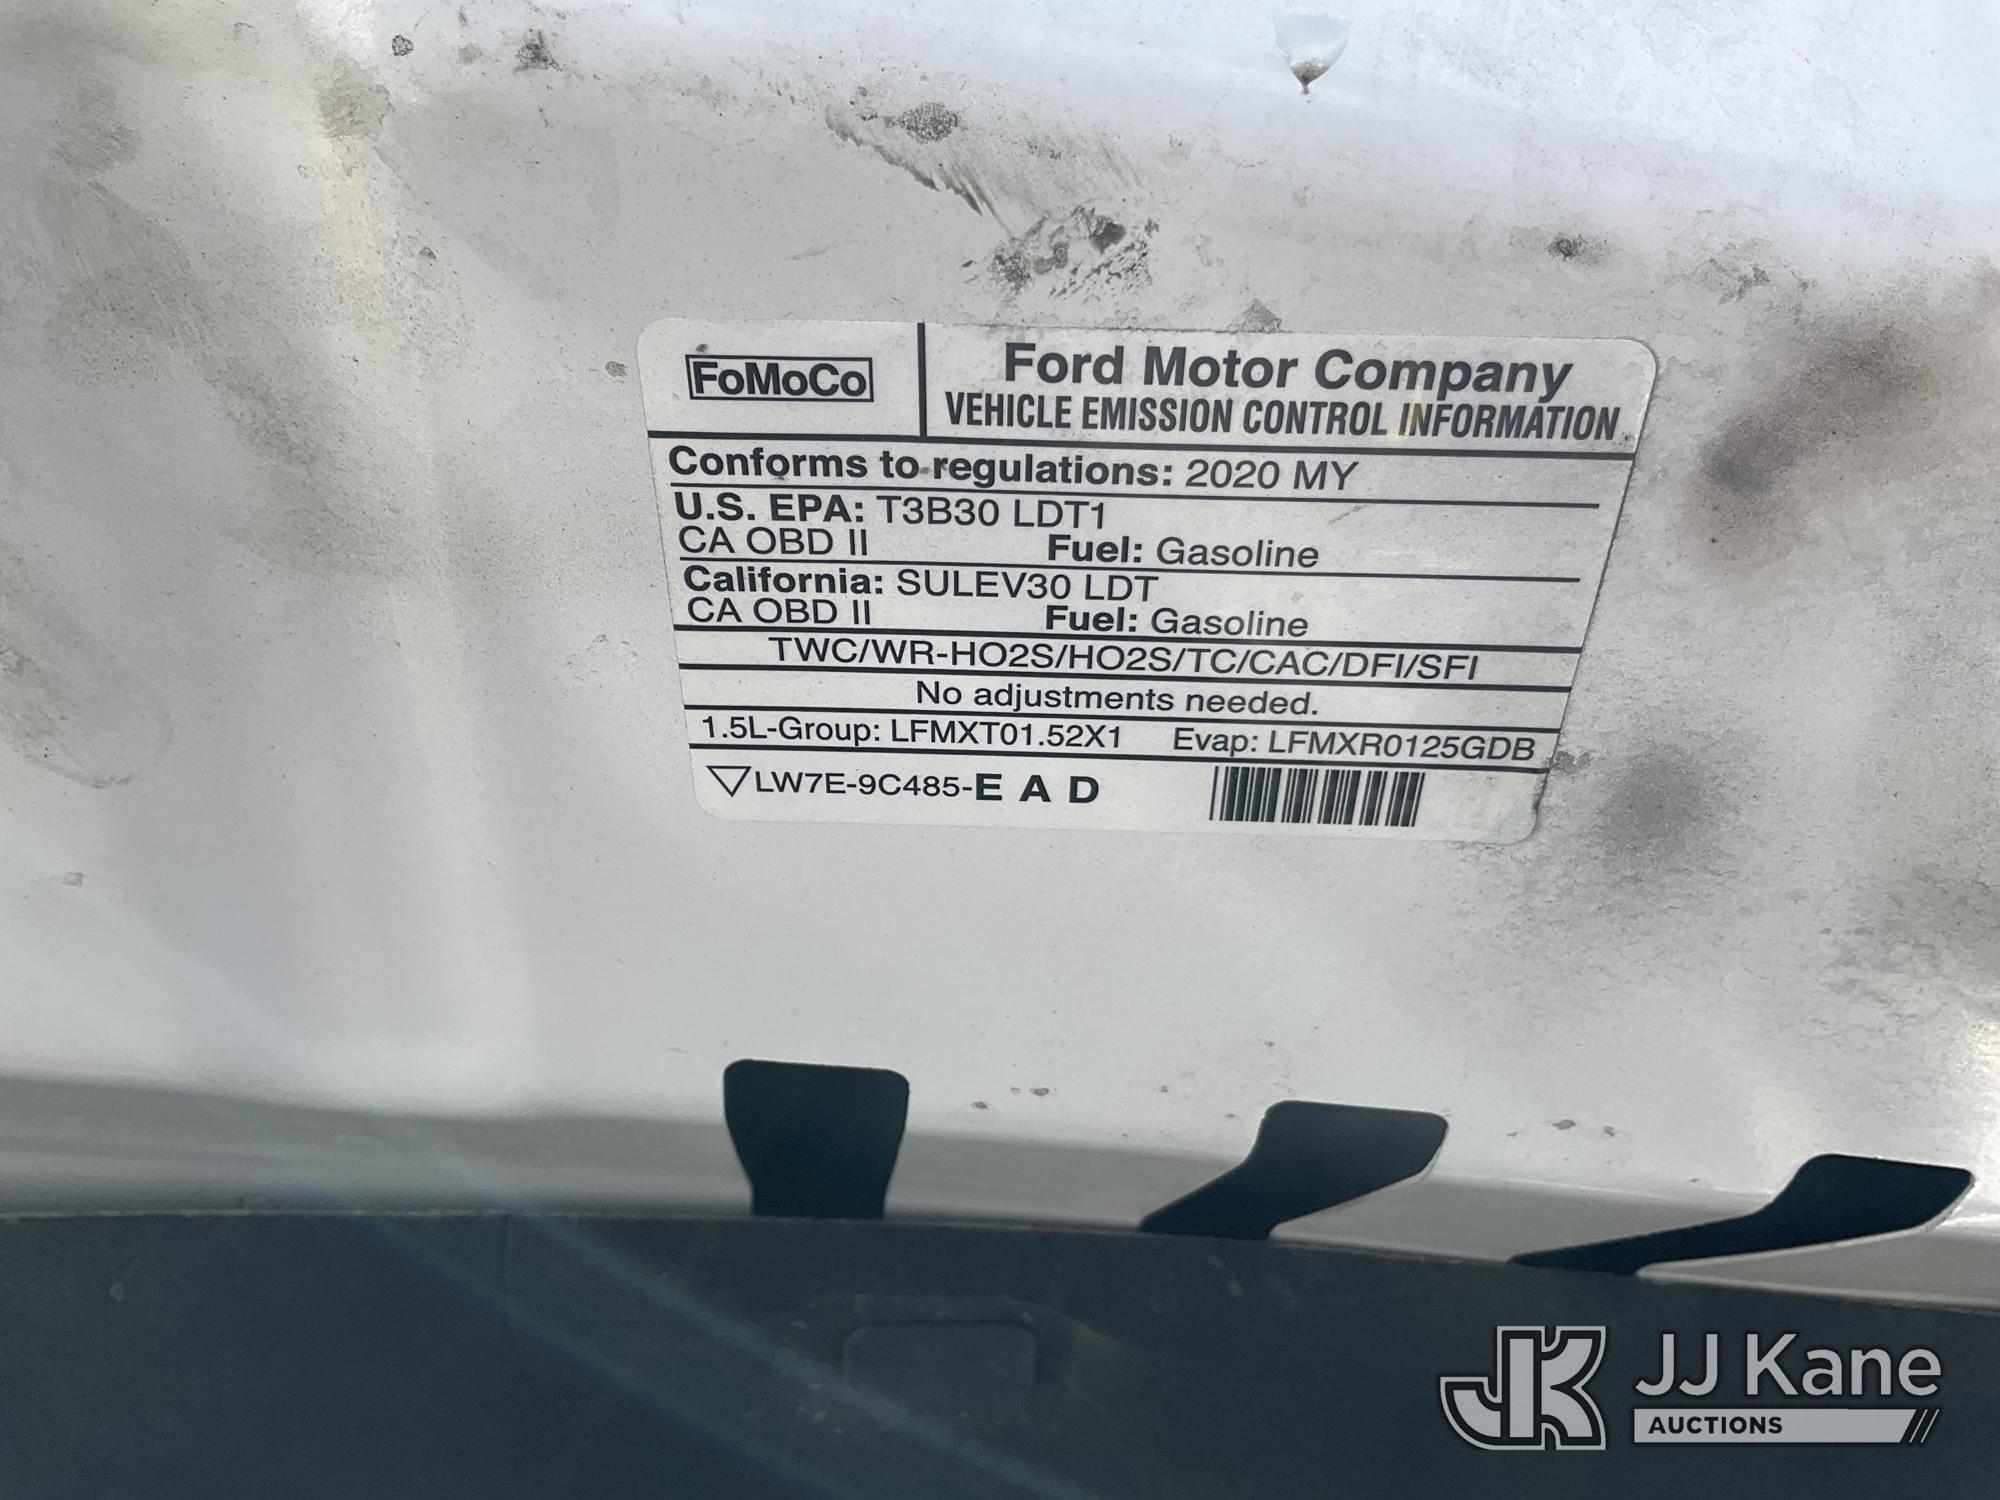 FoMoCo
Ford Motor Company
VEHICLE EMISSION CONTROL INFORMATION
Conforms to regulations: 2020 MY
U.S. EPA: T3B30 LDT1
CA OBD II Fuel: Gasoline
California: SULEV30 LDT
CA OBD II Fuel: Gasoline
TWC/WR-HO2S/HO2S/TC/CAC/DFI/SFI
No adjustments needed.
1.5L-Group: LFMXT01.52X1 Evap: LFMXR0125GDB
LW7E-9C485-E A D
JK JJ Kane
AUCTIONS